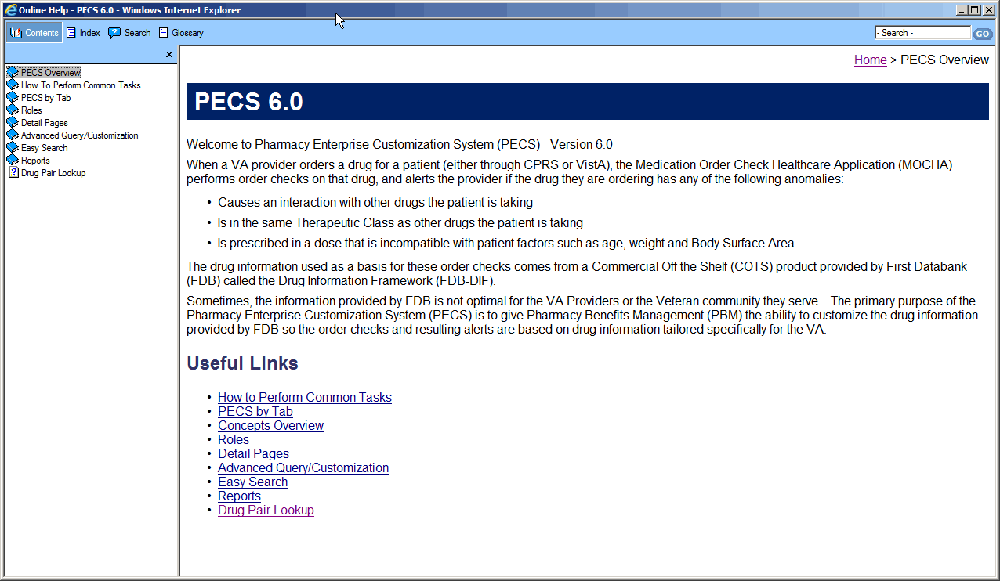 Online Help - PECS 6.0 - Windows Internet Explorer
Contents Index Search Glossary - Search - GO
Home > PECS Overview
PECS Overview
How To Perform Common Tasks
PECS by Tab
Roles
Detail Pages
Advanced Query/Customization
Easy Search
Reports
Drug Pair Lookup
PECS 6.0
Welcome to Pharmacy Enterprise Customization System (PECS) - Version 6.0
When a VA provider orders a drug for a patient (either through CPRS or VistA), the Medication Order Check Healthcare Application (MOCHA)
performs order checks on that drug, and alerts the provider if the drug they are ordering has any of the following anomalies:
• Causes an interaction with other drugs the patient is taking
• Is in the same Therapeutic Class as other drugs the patient is taking
• Is prescribed in a dose that is incompatible with patient factors such as age, weight and Body Surface Area
The drug information used as a basis for these order checks comes from a Commercial Off the Shelf (COTS) product provided by First Databank
(FDB) called the Drug Information Framework (FDB-DIF).
Sometimes, the information provided by FDB is not optimal for the VA Providers or the Veteran community they serve. The primary purpose of the
Pharmacy Enterprise Customization System (PECS) is to give Pharmacy Benefits Management (PBM) the ability to customize the drug information
provided by FDB so the order checks and resulting alerts are based on drug information tailored specifically for the VA.
Useful Links
• How to Perform Common Tasks
• PECS by Tab
• Concepts Overview
• Roles
• Detail Pages
• Advanced Query/Customization
• Easy Search
• Reports
• Drug Pair Lookup